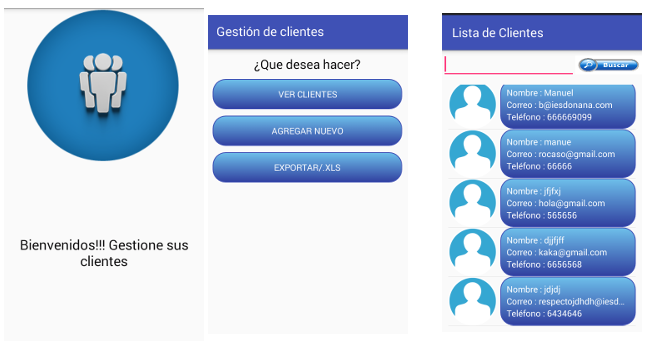 Bienvenidos!!! Gestione sus
clientes
Gestión de clientes
¿Que desea hacer?
VER CLIENTES
AGREGAR NUEVO
EXPORTAR/.XLS
Lista de Clientes
Buscar
Nombre : Manuel
Correo : b@iesdonana.com
Teléfono : 666669099
Nombre : manue
Correo : rocaso@gmail.com
Teléfono : 66666
Nombre : jfjfxj
Correo : hola@gmail.com
Teléfono : 565656
Nombre : djjfjff
Correo : kaka@gmail.com
Teléfono : 6656568
Nombre : jdjdj
Correo : respectojdhdh@iesd...
Teléfono : 6434646